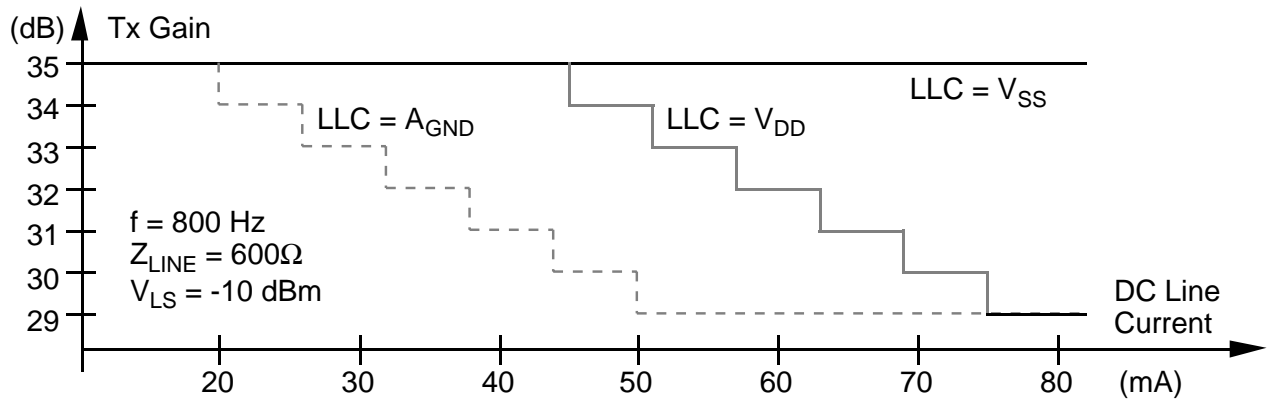 (dB) Tx Gain
35
LLC = VSS
34
LLC = AGND
LLC = VDD
33
32
f = 800 Hz
31
ZLINE = 600Ω
30
VLS = -10 dBm
DC Line
29
Current
20 30 40 50 60 70 80 (mA)